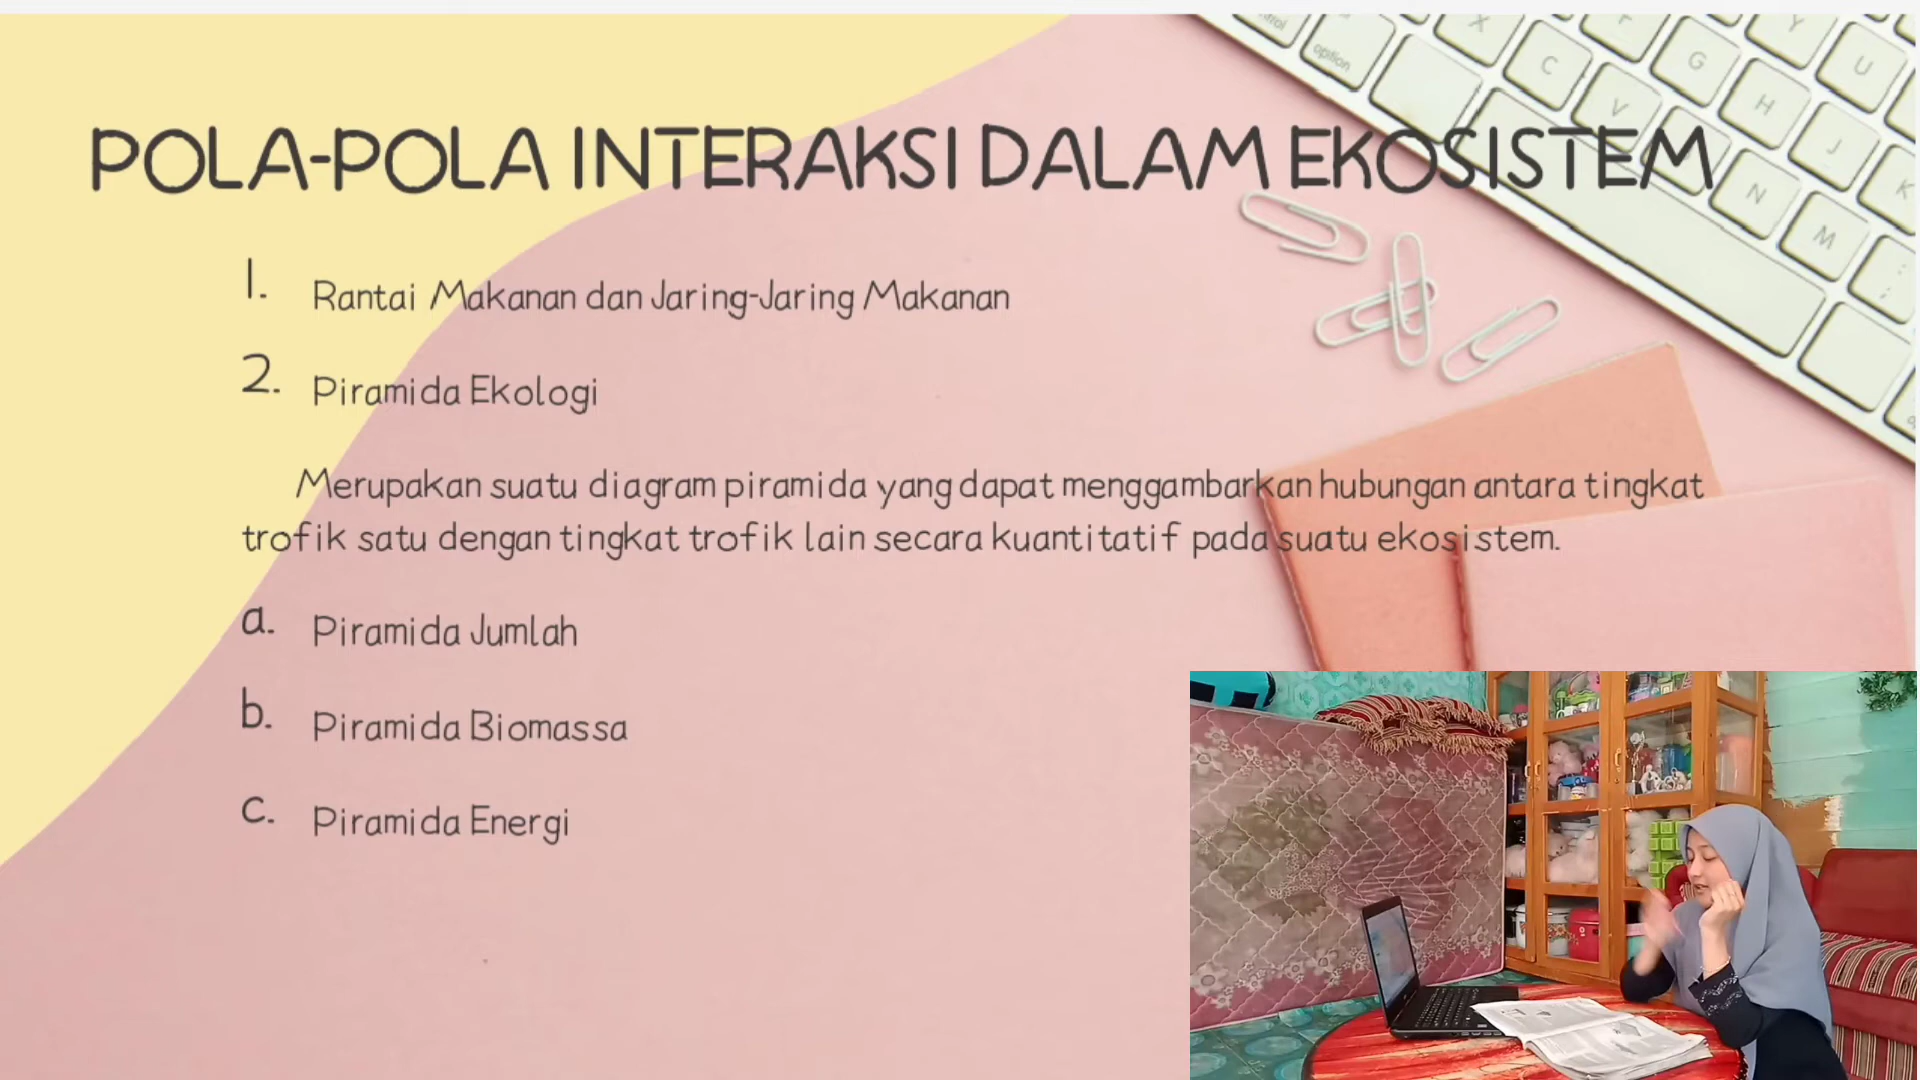 POLA-POLA INTERAKSI DALAM EKOSISTEM
1. Rantai Makanan dan Jaring-Jaring Makanan
2. Piramida Ekologi
Merupakan suatu diagram piramida yang dapat menggambarkan hubungan antara tingkat
trofik satu dengan tingkat trofik lain secara kuantitatif pada suatu ekosistem.
a. Piramida Jumlah
b. Piramida Biomassa
c. Piramida Energi
option
X
C
V
G
H
N
M
Y
U
J
K